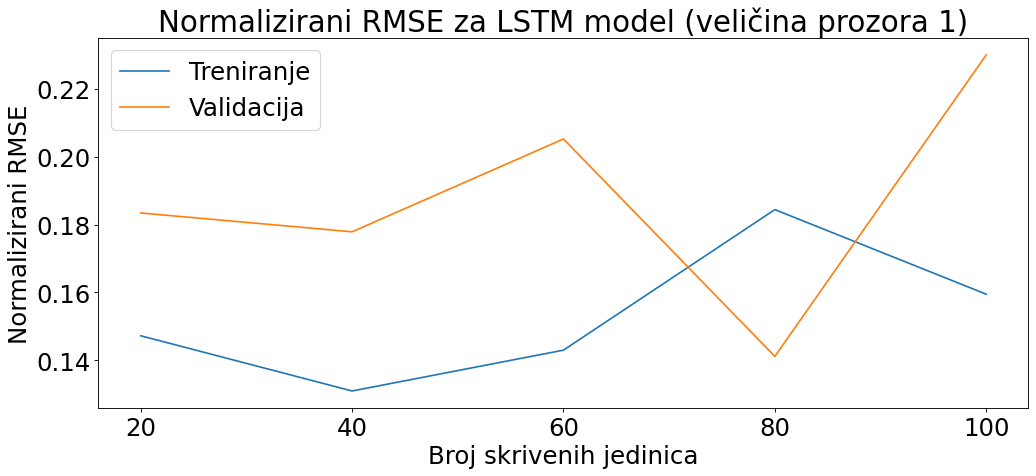 Normalizirani RMSE za LSTM model (veličina prozora 1)
Treniranje
Validacija
Normalizirani RMSE
0.22
0.20
0.18
0.16
0.14
20 40 60 80 100
Broj skrivenih jedinica